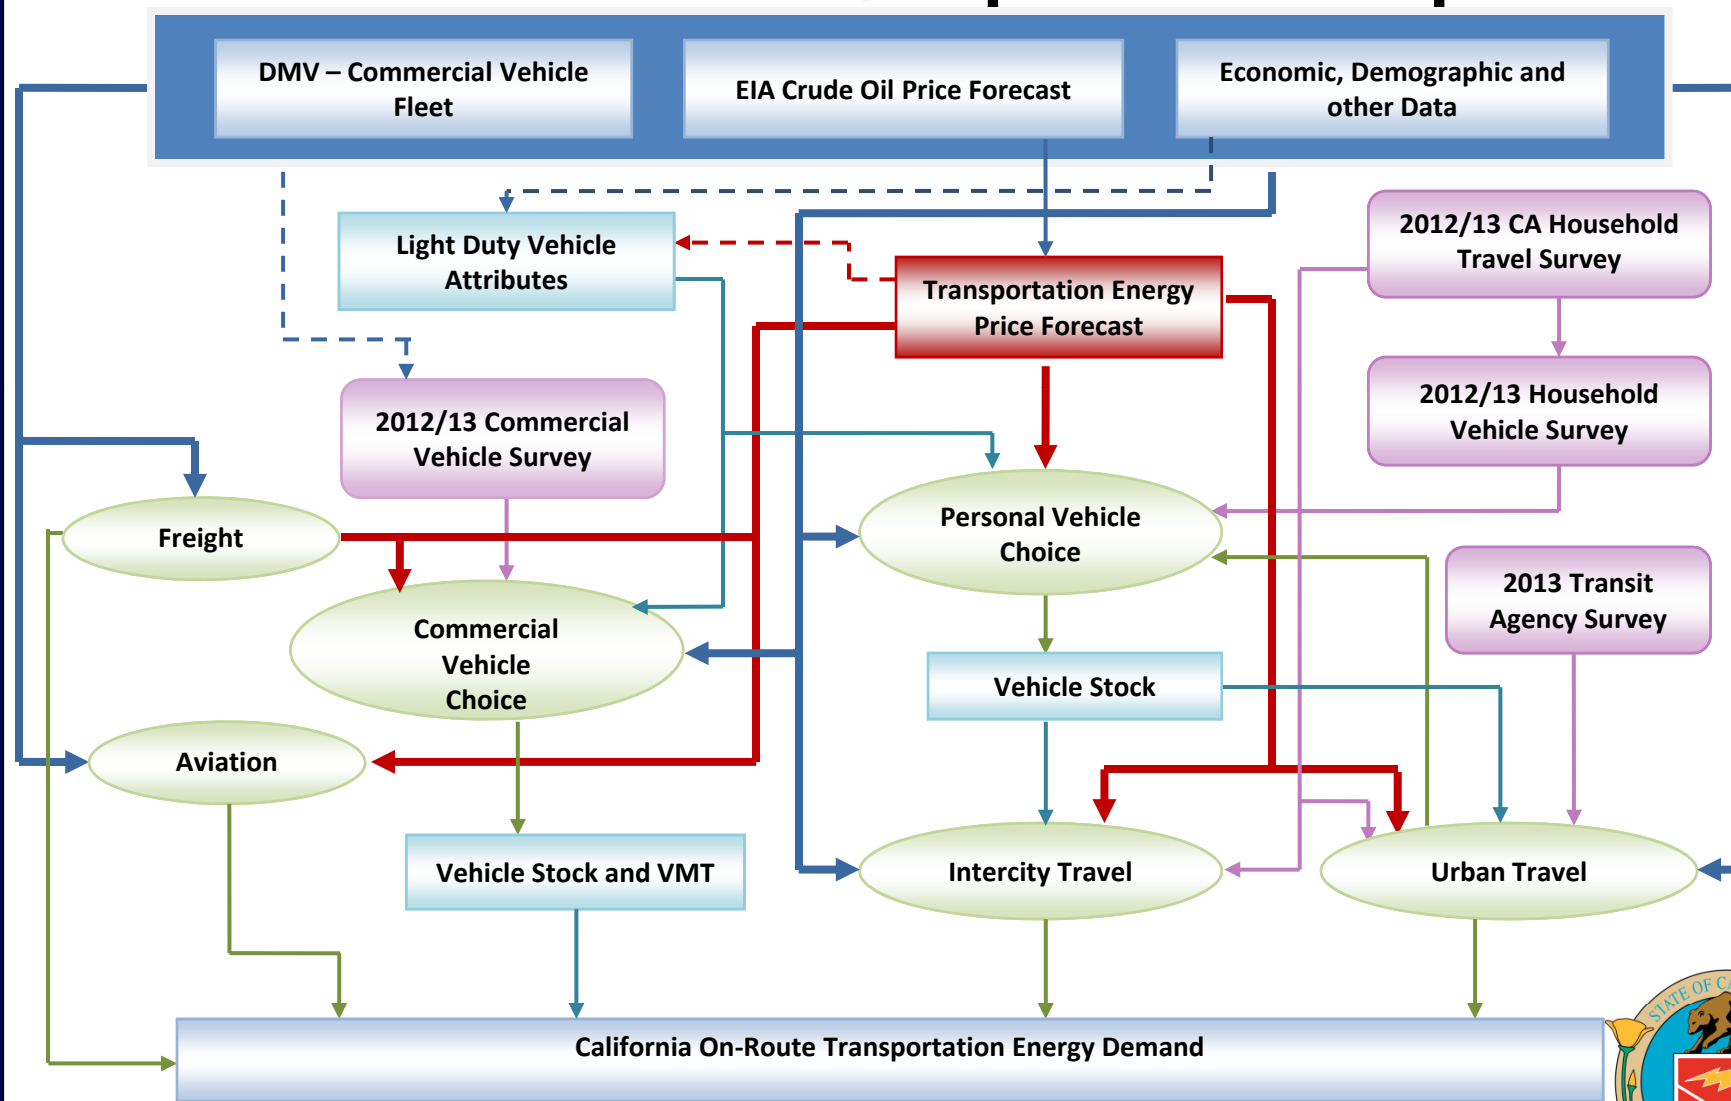 DMV – Commercial Vehicle
Fleet
EIA Crude Oil Price Forecast
Economic, Demographic and
other Data
Light Duty Vehicle
Attributes
Transportation Energy
Price Forecast
2012/13 CA Household
Travel Survey
2012/13 Commercial
Vehicle Survey
2012/13 Household
Vehicle Survey
Freight
Personal Vehicle
Choice
2013 Transit
Agency Survey
Commercial
Vehicle
Choice
Vehicle Stock
Aviation
Vehicle Stock and VMT
Intercity Travel
Urban Travel
California On-Route Transportation Energy Demand
STATE OF CA